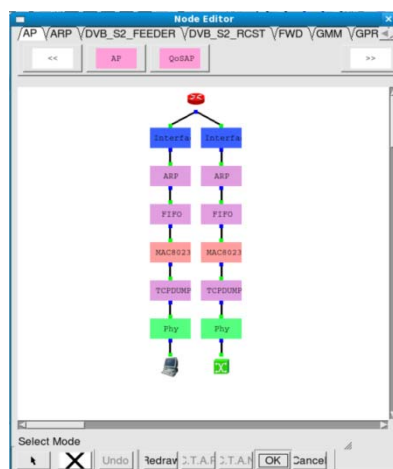 Node Editor
AP ARP DVB_S2_FEEDER DVB_S2_RCST FWD GMM GPR
<< AP QoSAP >>
Interfa Interfa
ARP ARP
FIFO FIFO
MAC8023 MAC8023
TCPDUMP TCPDUMP
Phy Phy
Select Mode
Undo Redraw C.T.A.F C.T.A.N OK Cancel